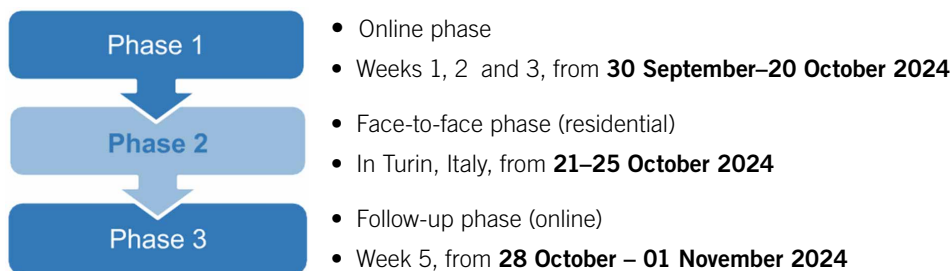 Phase 1
• Online phase
• Weeks 1, 2 and 3, from 30 September–20 October 2024
Phase 2
• Face-to-face phase (residential)
• In Turin, Italy, from 21–25 October 2024
Phase 3
• Follow-up phase (online)
• Week 5, from 28 October – 01 November 2024